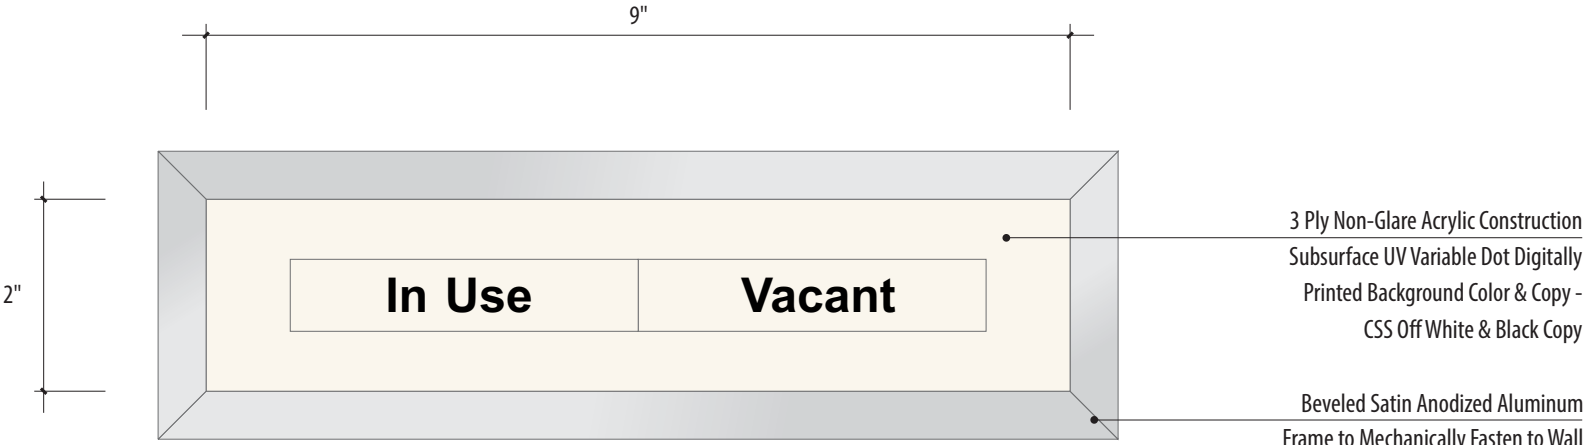 9"
2"
In Use Vacant
3 Ply Non-Glare Acrylic Construction
Subsurface UV Variable Dot Digitally
Printed Background Color & Copy -
CSS Off White & Black Copy
Beveled Satin Anodized Aluminum
Frame to Mechanically Fasten to Wall